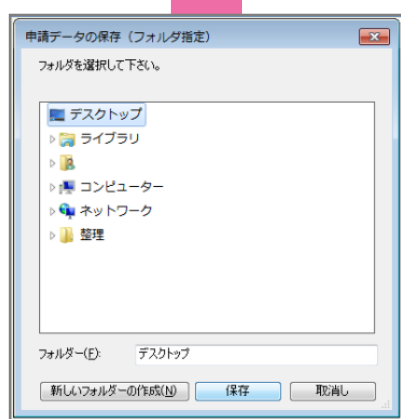 申請データの保存（フォルダ指定）
フォルダを選択して下さい。
デスクトップ
ライブラリ
コンピューター
ネットワーク
整理
フォルダー(F): デスクトップ
新しいフォルダーの作成(N) 保存 取消し